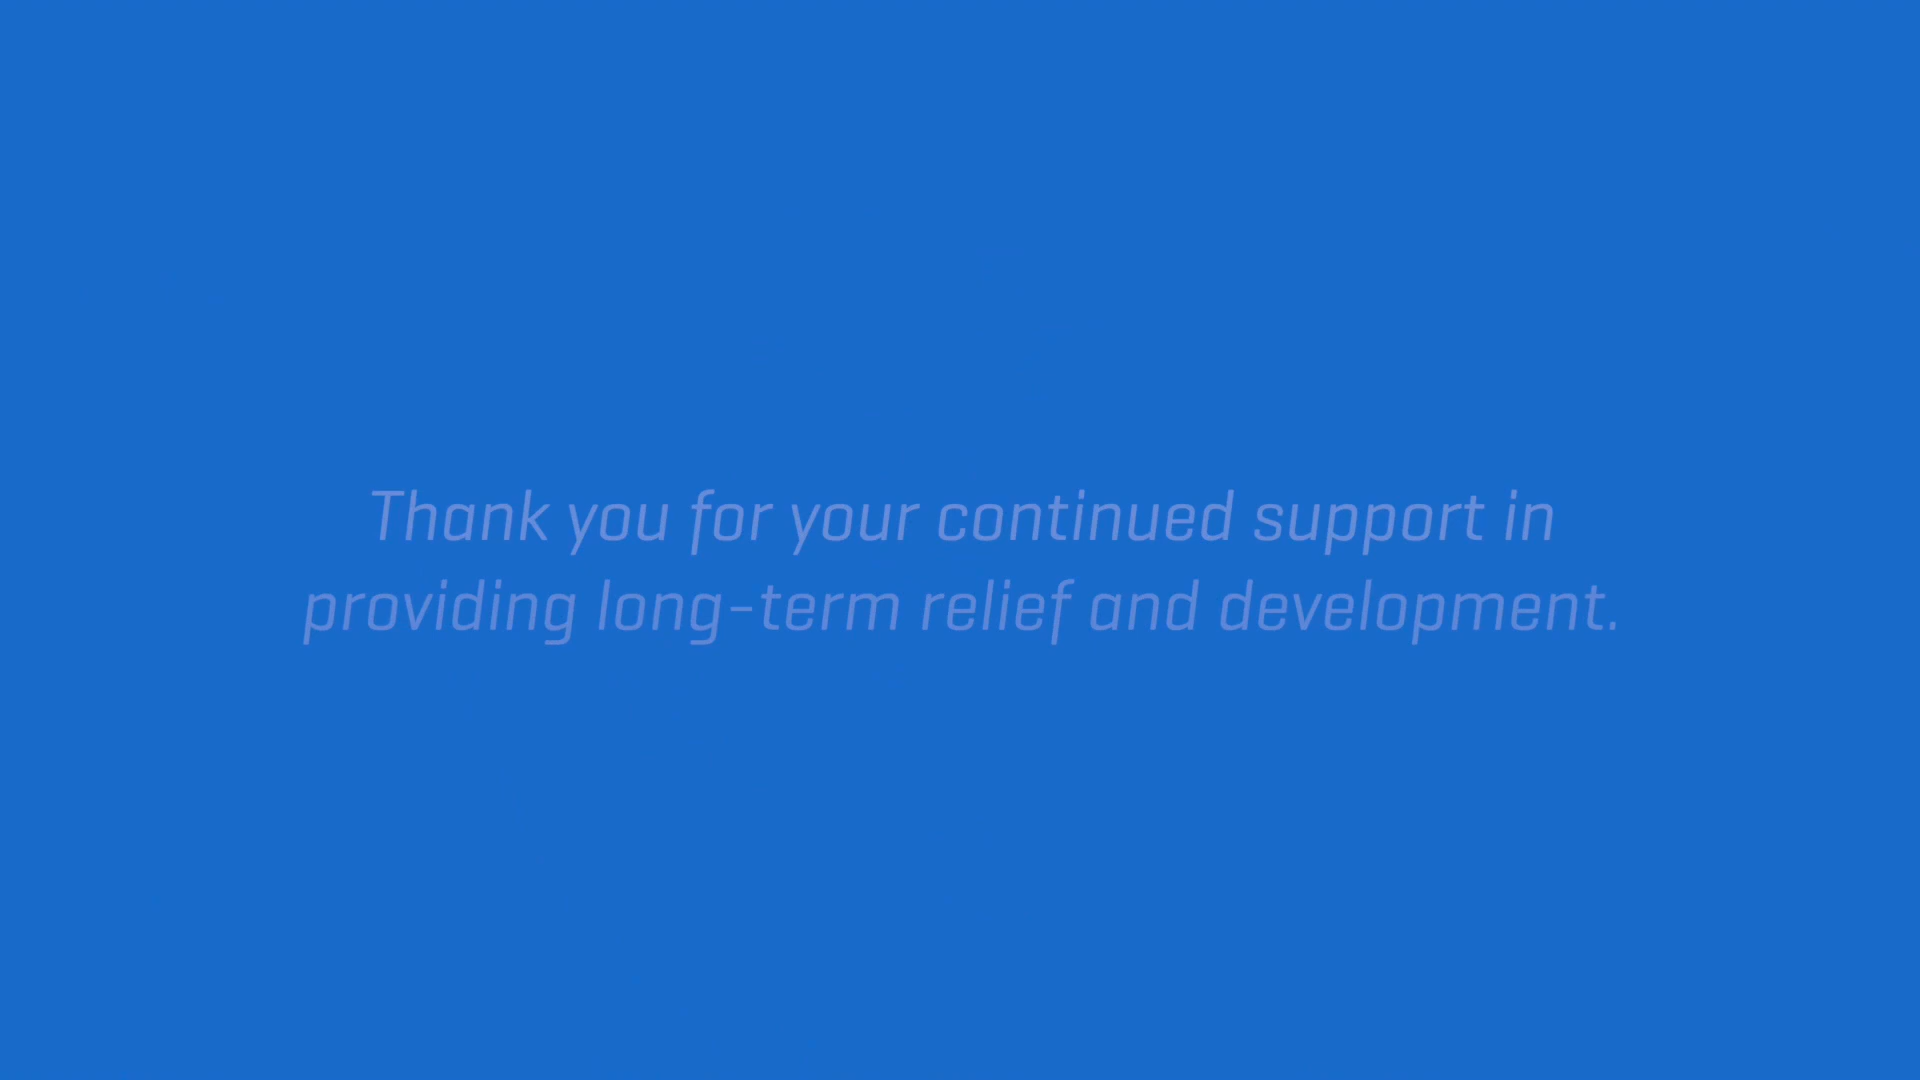 Thank you for your continued support in
providing long-term relief and development.